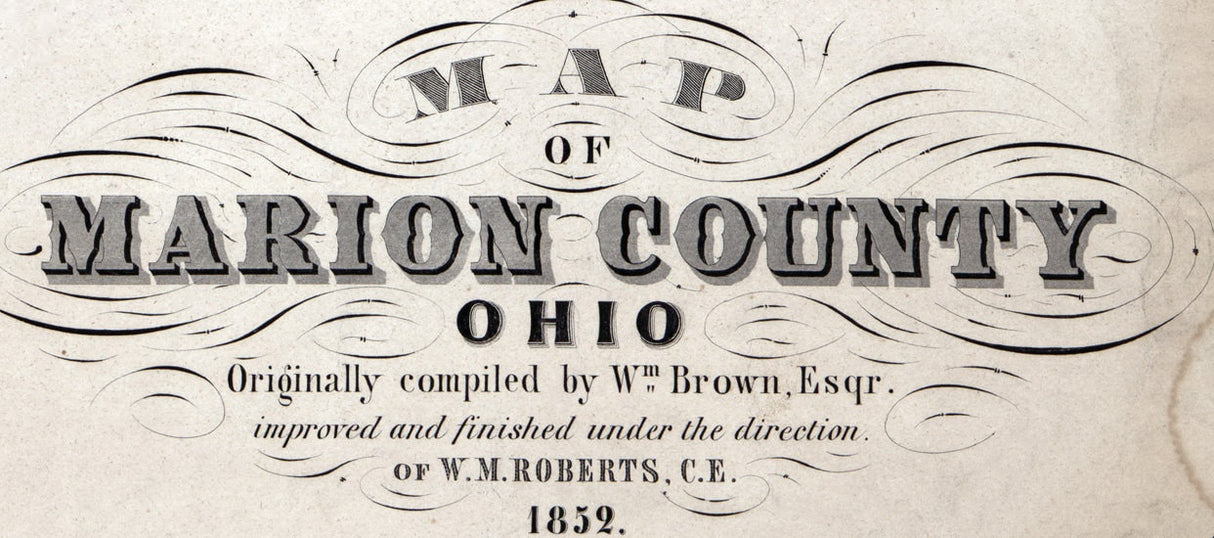 MAP
OF
MARION COUNTY
OHIO
Originally compiled by Wm Brown, Esqr.
improved and finished under the direction.
OF W. M. ROBERTS, C.E.
1852.